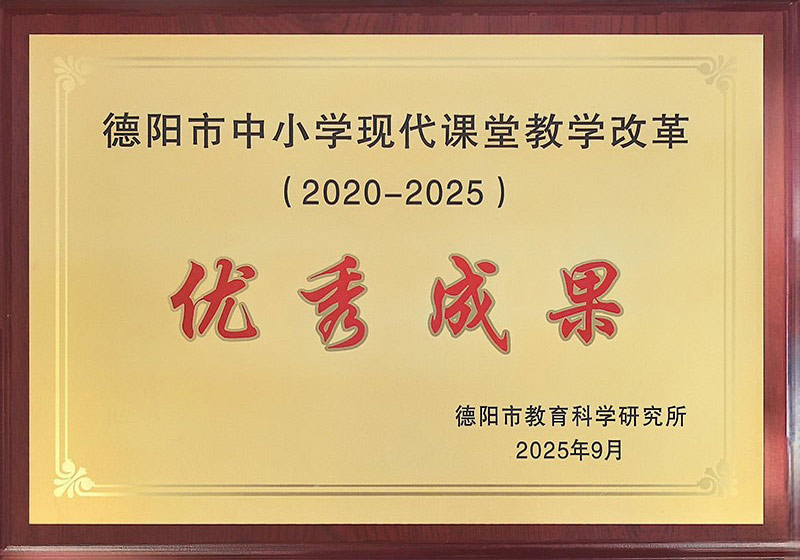 德阳市中小学现代课堂教学改革
（2020-2025）
优秀成果
德阳市教育科学研究所
2025年9月